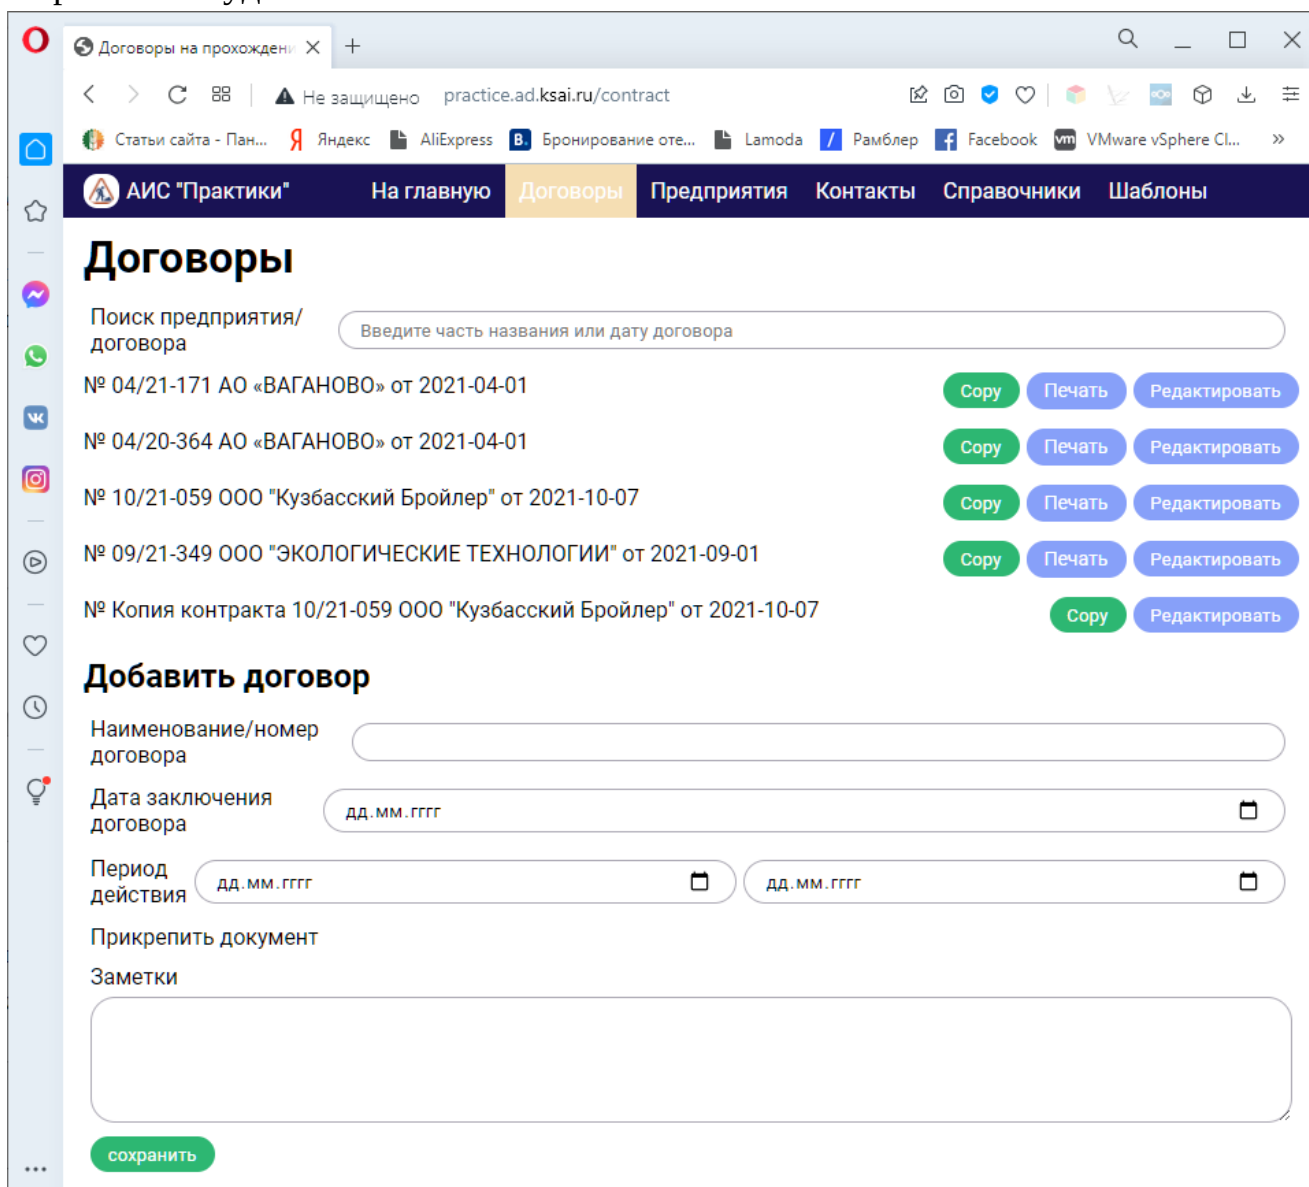 Договоры на прохождени
Не защищено practice.ad.ksai.ru/contract
Статьи сайта - Пан... Яндекс AliExpress B. Бронирование оте... Lamoda Рамблер Facebook vm VMware vSphere Cl... »
АИС "Практики" На главную Договоры Предприятия Контакты Справочники Шаблоны
Договоры
Поиск предприятия/
договора
Введите часть названия или дату договора
№ 04/21-171 АО «ВАГАНОВО» от 2021-04-01 Copy Печать Редактировать
№ 04/20-364 АО «ВАГАНОВО» от 2021-04-01 Copy Печать Редактировать
№ 10/21-059 ООО "Кузбасский Бройлер" от 2021-10-07 Copy Печать Редактировать
№ 09/21-349 ООО "ЭКОЛОГИЧЕСКИЕ ТЕХНОЛОГИИ" от 2021-09-01 Copy Печать Редактировать
№ Копия контракта 10/21-059 ООО "Кузбасский Бройлер" от 2021-10-07 Copy Редактировать
Добавить договор
Наименование/номер
договора
Дата заключения
договора
дд.мм.гггг
Период
действия
дд.мм.гггг дд.мм.гггг
Прикрепить документ
Заметки
сохранить